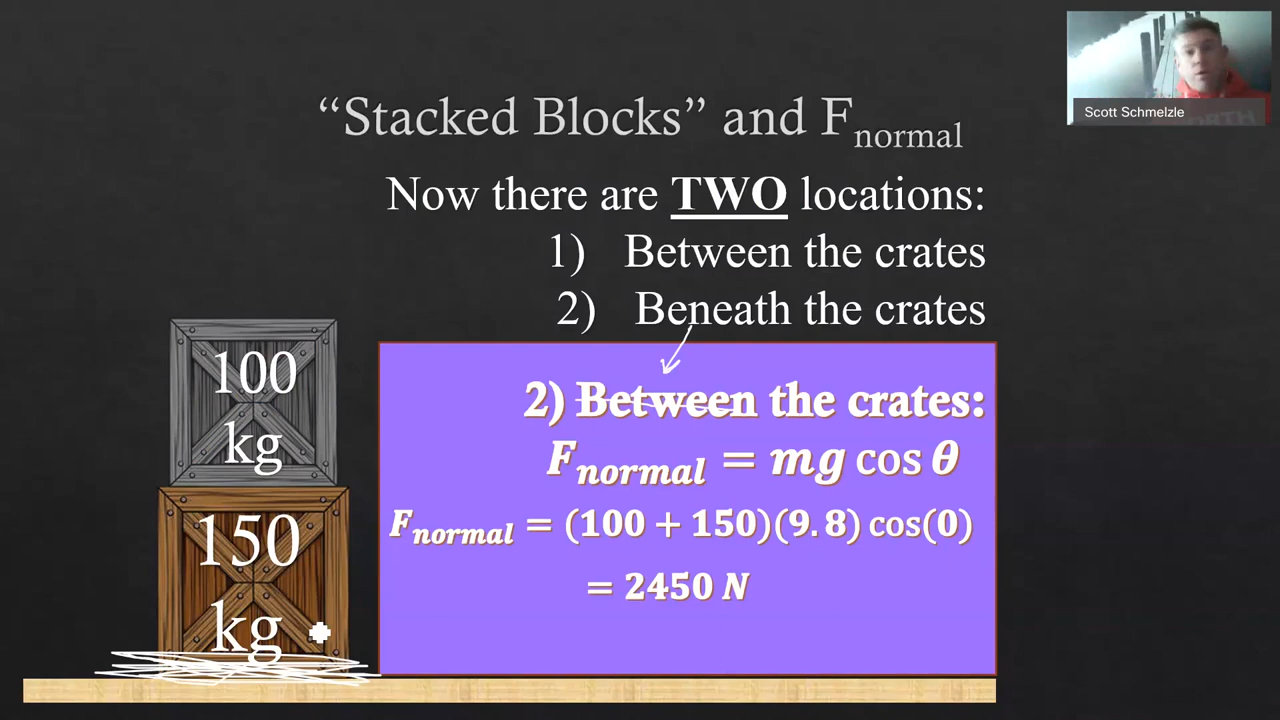 Scott Schmelzle
“Stacked Blocks” and Fnormal
Now there are TWO locations:
1) Between the crates
2) Beneath the crates
100
kg
150
kg
2) Between the crates:
Fnormal = mg cos θ
Fnormal = (100 + 150)(9.8) cos(0)
= 2450 N